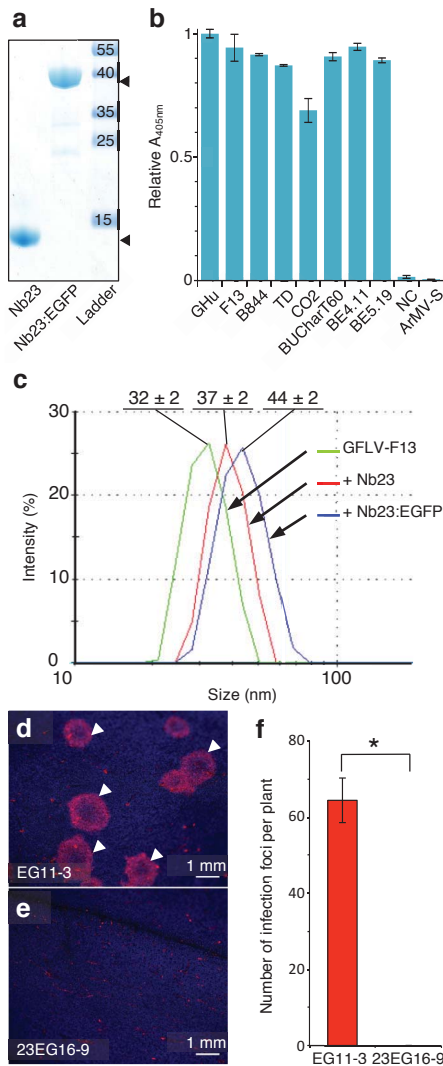 a
55
40
35
25
15
Nb23
Nb23:EGFP
Ladder
b
Relative A405nm
1
0.5
0
GHu
F13
B844
TD
CO2
BUCharT60
BE4.11
BE5.19
NC
ArMV-S
c
32 ± 2
37 ± 2
44 ± 2
30
20
10
0
Intensity (%)
GFLV-F13
+ Nb23
+ Nb23:EGFP
10
100
Size (nm)
d
EG11-3
1 mm
e
23EG16-9
1 mm
f
*
80
60
40
20
0
Number of infection foci per plant
EG11-3
23EG16-9